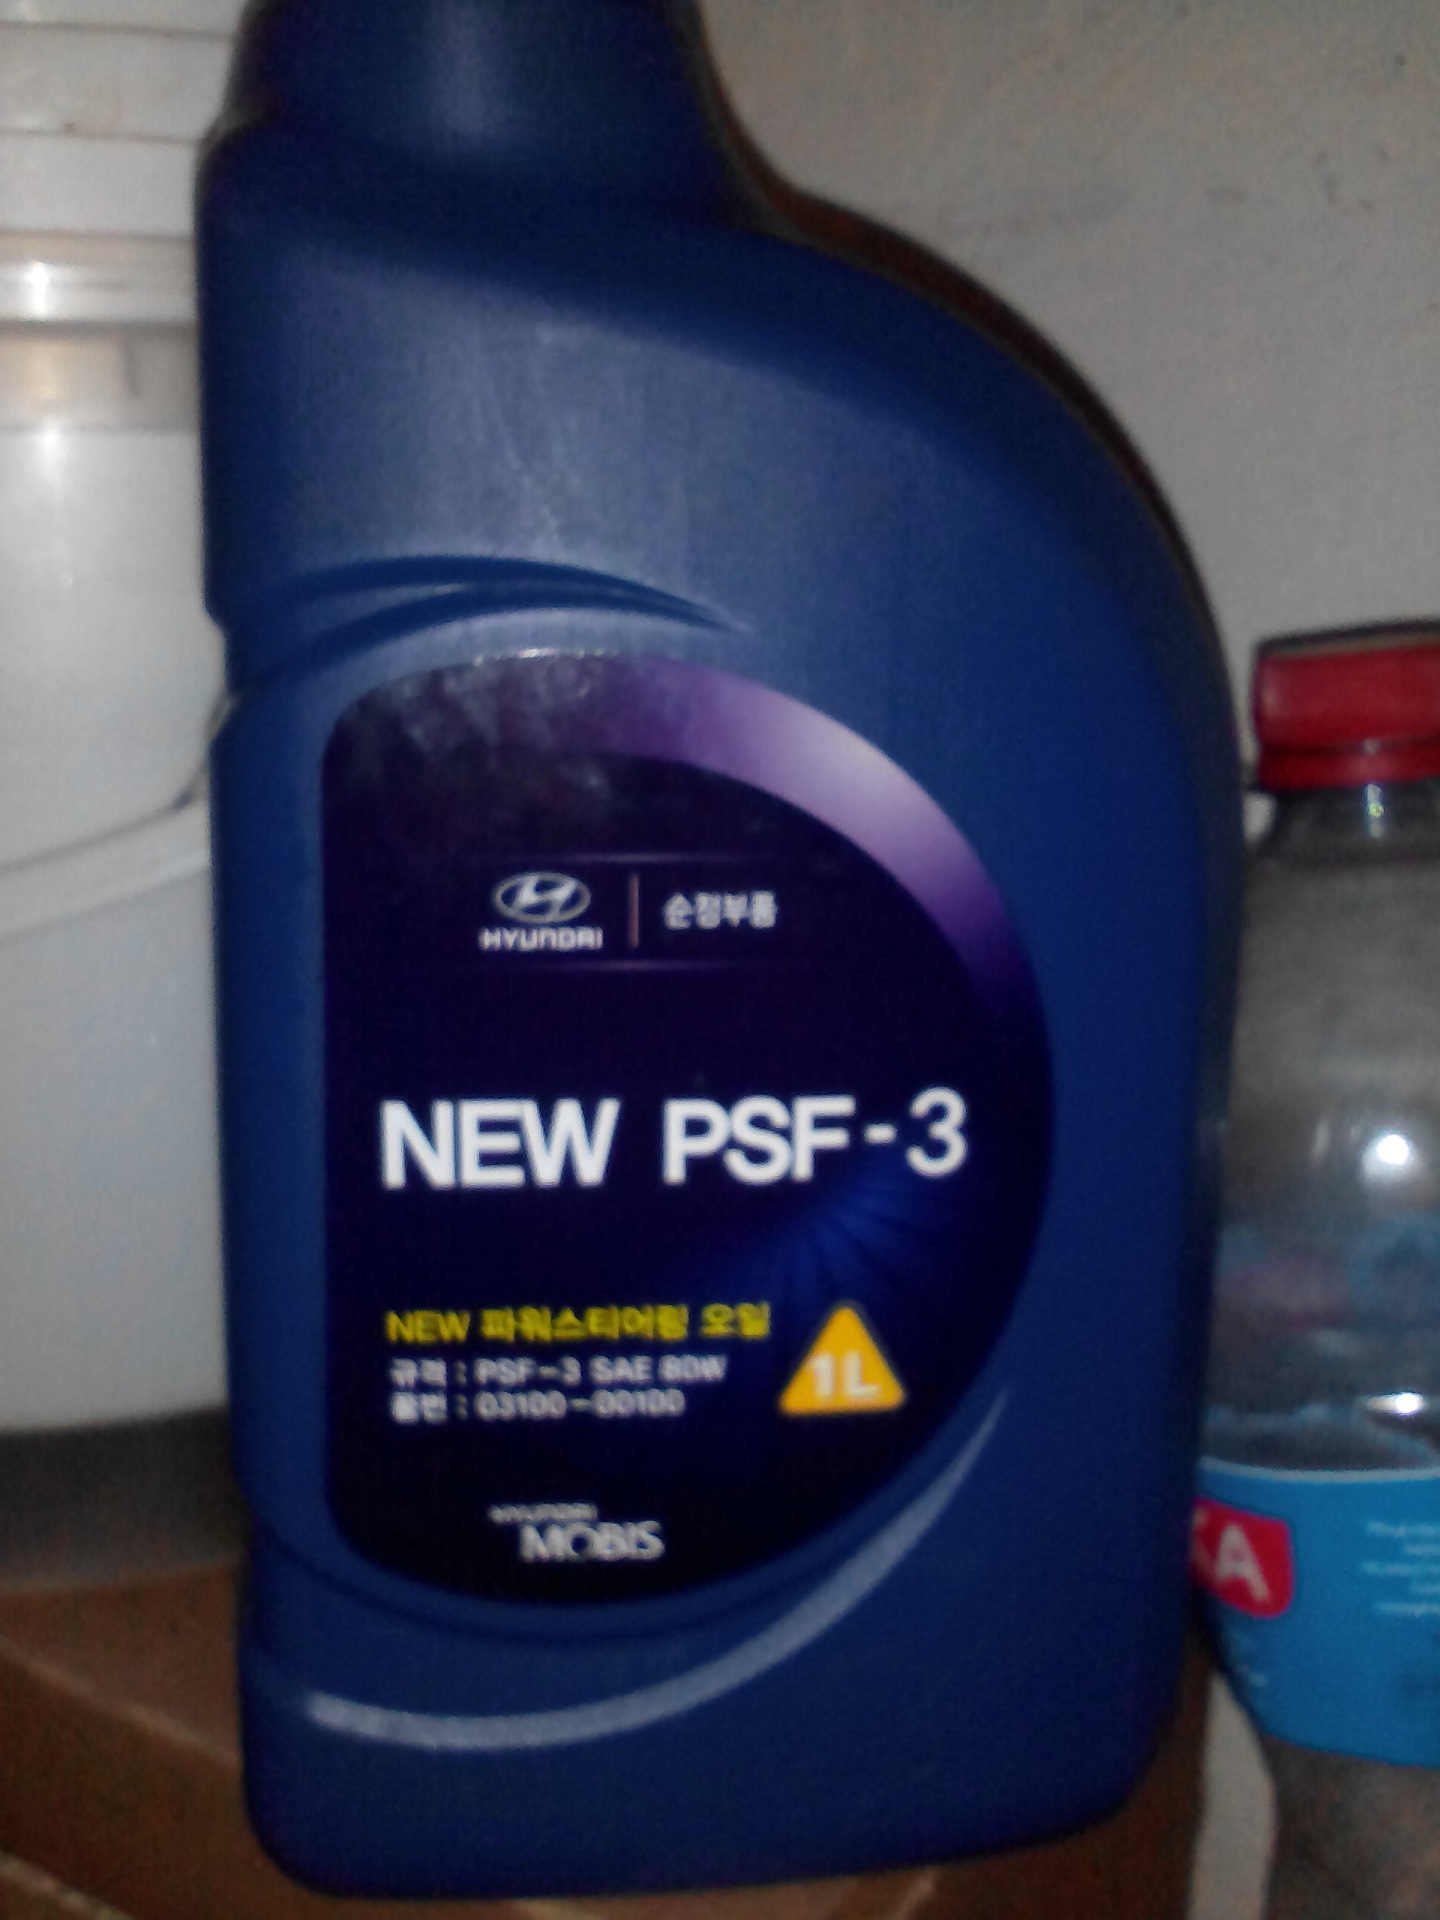 HYUNDAI 순정부품
NEW PSF-3
NEW 파워스티어링 오일
규격 : PSF-3 SAE 80W
품번 : 03100-00100
1L
HYUNDAI
MOBIS